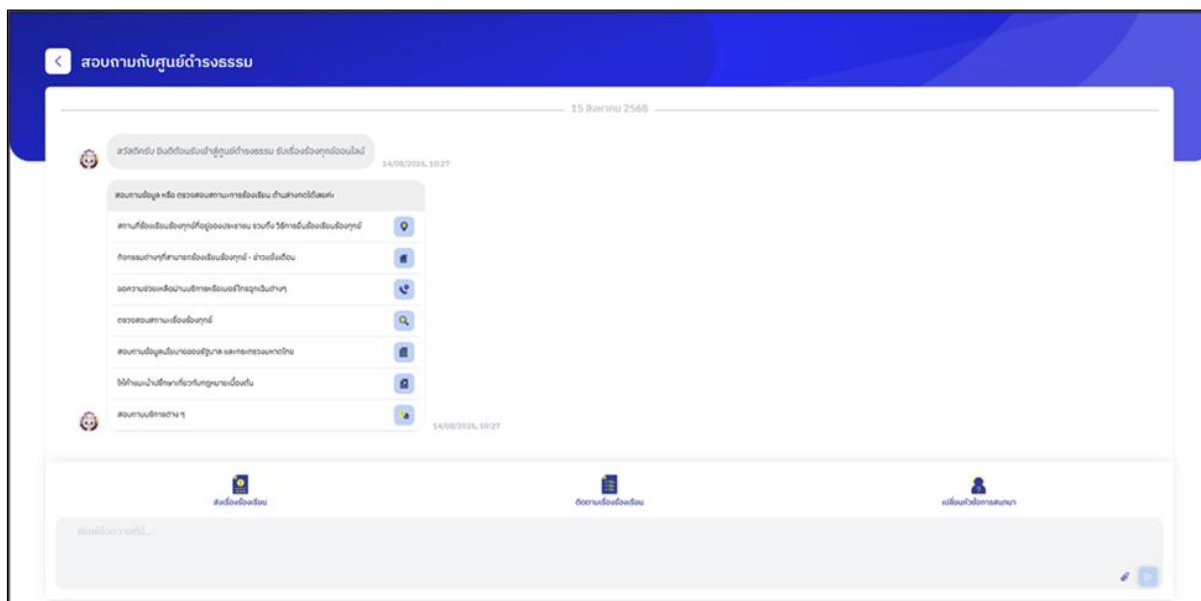 สอบถามกับศูนย์ดำรงธรรม
15 สิงหาคม 2568
สวัสดีครับ ยินดีต้อนรับเข้าสู่ศูนย์ดำรงธรรม รับเรื่องร้องทุกข์ออนไลน์
14/08/2025, 10:27
สอบถามข้อมูล หรือ ตรวจสอบสถานะการร้องเรียน ด้านล่างกดได้เลยค่ะ
สถานที่ร้องเรียนร้องทุกข์ที่อยู่ของประชาชน รวมถึง วิธีการยื่นร้องเรียนร้องทุกข์
กิจกรรมต่างๆที่สามารถร้องเรียนร้องทุกข์ - ข่าวแจ้งเตือน
ขอความช่วยเหลือผ่านบริการหรือเบอร์โทรฉุกเฉินต่างๆ
ตรวจสอบสถานะเรื่องร้องทุกข์
สอบถามข้อมูลนโยบายของรัฐบาล และกระทรวงมหาดไทย
ให้คำแนะนำปรึกษาเกี่ยวกับกฎหมายเบื้องต้น
สอบถามบริการต่าง ๆ
14/08/2025, 10:27
ส่งเรื่องร้องเรียน
ติดตามเรื่องร้องเรียน
เปลี่ยนหัวข้อการสนทนา
พิมพ์ข้อความที่นี่...